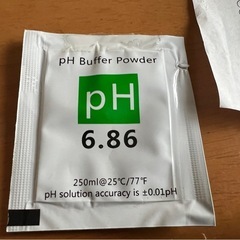 pH Buffer Powder
pH
6.86
250ml@25℃/77℉
pH solution accuracy is ±0.01pH